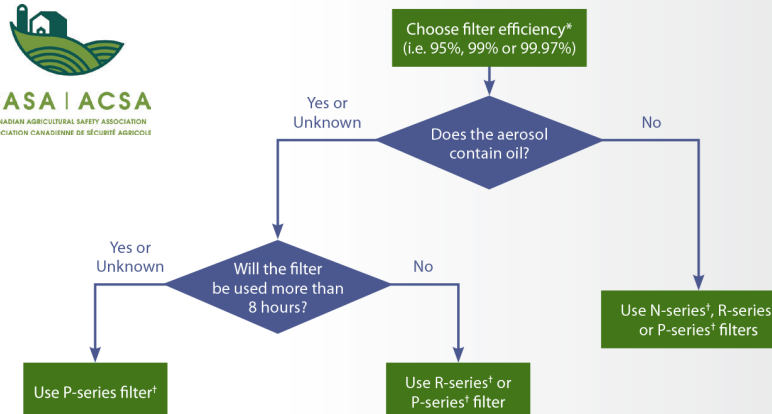 Choose filter efficiency*
(i.e. 95%, 99% or 99.97%)
ASA | ACSA
NADIAN AGRICULTURAL SAFETY ASSOCIATION
CIATION CANADIENNE DE SÉCURITÉ AGRICOLE
Yes or
Unknown
Does the aerosol
contain oil?
No
Yes or
Unknown
Will the filter
be used more than
8 hours?
No
Use N-series†, R-series
or P-series† filters
Use P-series filter†
Use R-series† or
P-series† filter